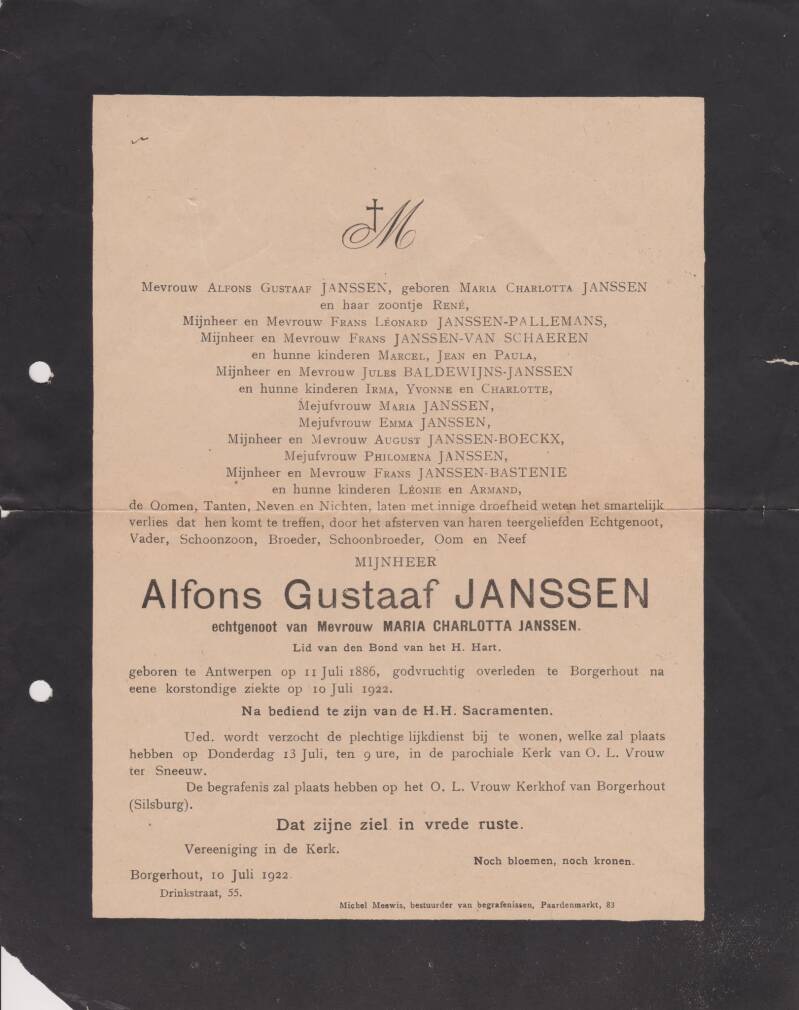 M
Mevrouw Alfons Gustaaf JANSSEN, geboren Maria Charlotta JANSSEN
en haar zoontje René,
Mijnheer en Mevrouw Frans Léonard JANSSEN-PALLEMANS,
Mijnheer en Mevrouw Frans JANSSEN-VAN SCHAEREN
en hunne kinderen Marcel, Jean en Paula,
Mijnheer en Mevrouw Jules BALDEWIJNS-JANSSEN
en hunne kinderen Irma, Yvonne en Charlotte,
Mejufvrouw Maria JANSSEN,
Mejufvrouw Emma JANSSEN,
Mijnheer en Mevrouw August JANSSEN-BOECKX,
Mejufvrouw Philomena JANSSEN,
Mijnheer en Mevrouw Frans JANSSEN-BASTENIE
en hunne kinderen Léonie en Armand,
de Oomen, Tanten, Neven en Nichten, laten met innige droefheid weten het smartelijk
verlies dat hen komt te treffen, door het afsterven van haren teergeliefden Echtgenoot,
Vader, Schoonzoon, Broeder, Schoonbroeder, Oom en Neef
MIJNHEER
Alfons Gustaaf JANSSEN
echtgenoot van Mevrouw MARIA CHARLOTTA JANSSEN.
Lid van den Bond van het H. Hart.
geboren te Antwerpen op 11 Juli 1886, godvruchtig overleden te Borgerhout na
eene korstondige ziekte op 10 Juli 1922.
Na bediend te zijn van de H.H. Sacramenten.
Ued. wordt verzocht de plechtige lijkdienst bij te wonen, welke zal plaats
hebben op Donderdag 13 Juli, ten 9 ure, in de parochiale Kerk van O. L. Vrouw
ter Sneeuw.
De begrafenis zal plaats hebben op het O. L. Vrouw Kerkhof van Borgerhout
(Silsburg).
Dat zijne ziel in vrede ruste.
Vereeniging in de Kerk.
Noch bloemen, noch kronen.
Borgerhout, 10 Juli 1922.
Drinkstraat, 55.
Michel Meewis, bestuurder van begrafenissen, Paardenmarkt, 83